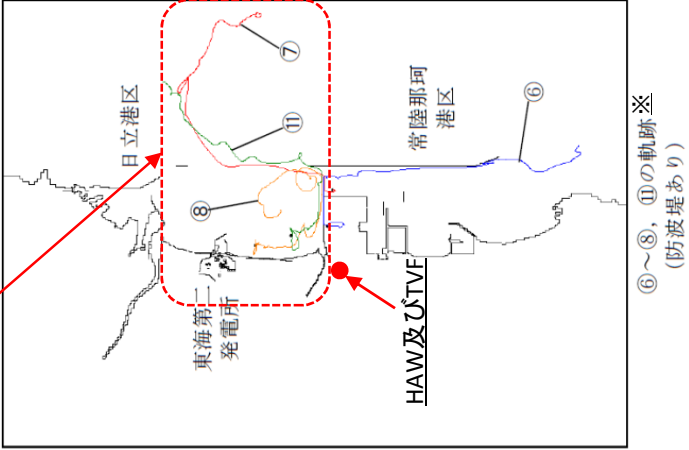 ⑦
日立港区
⑪
常陸那珂
港区
⑥
⑧
東海第二
発電所
HAW及びTVF
⑥～⑧，⑪の軌跡※
(防波堤あり)